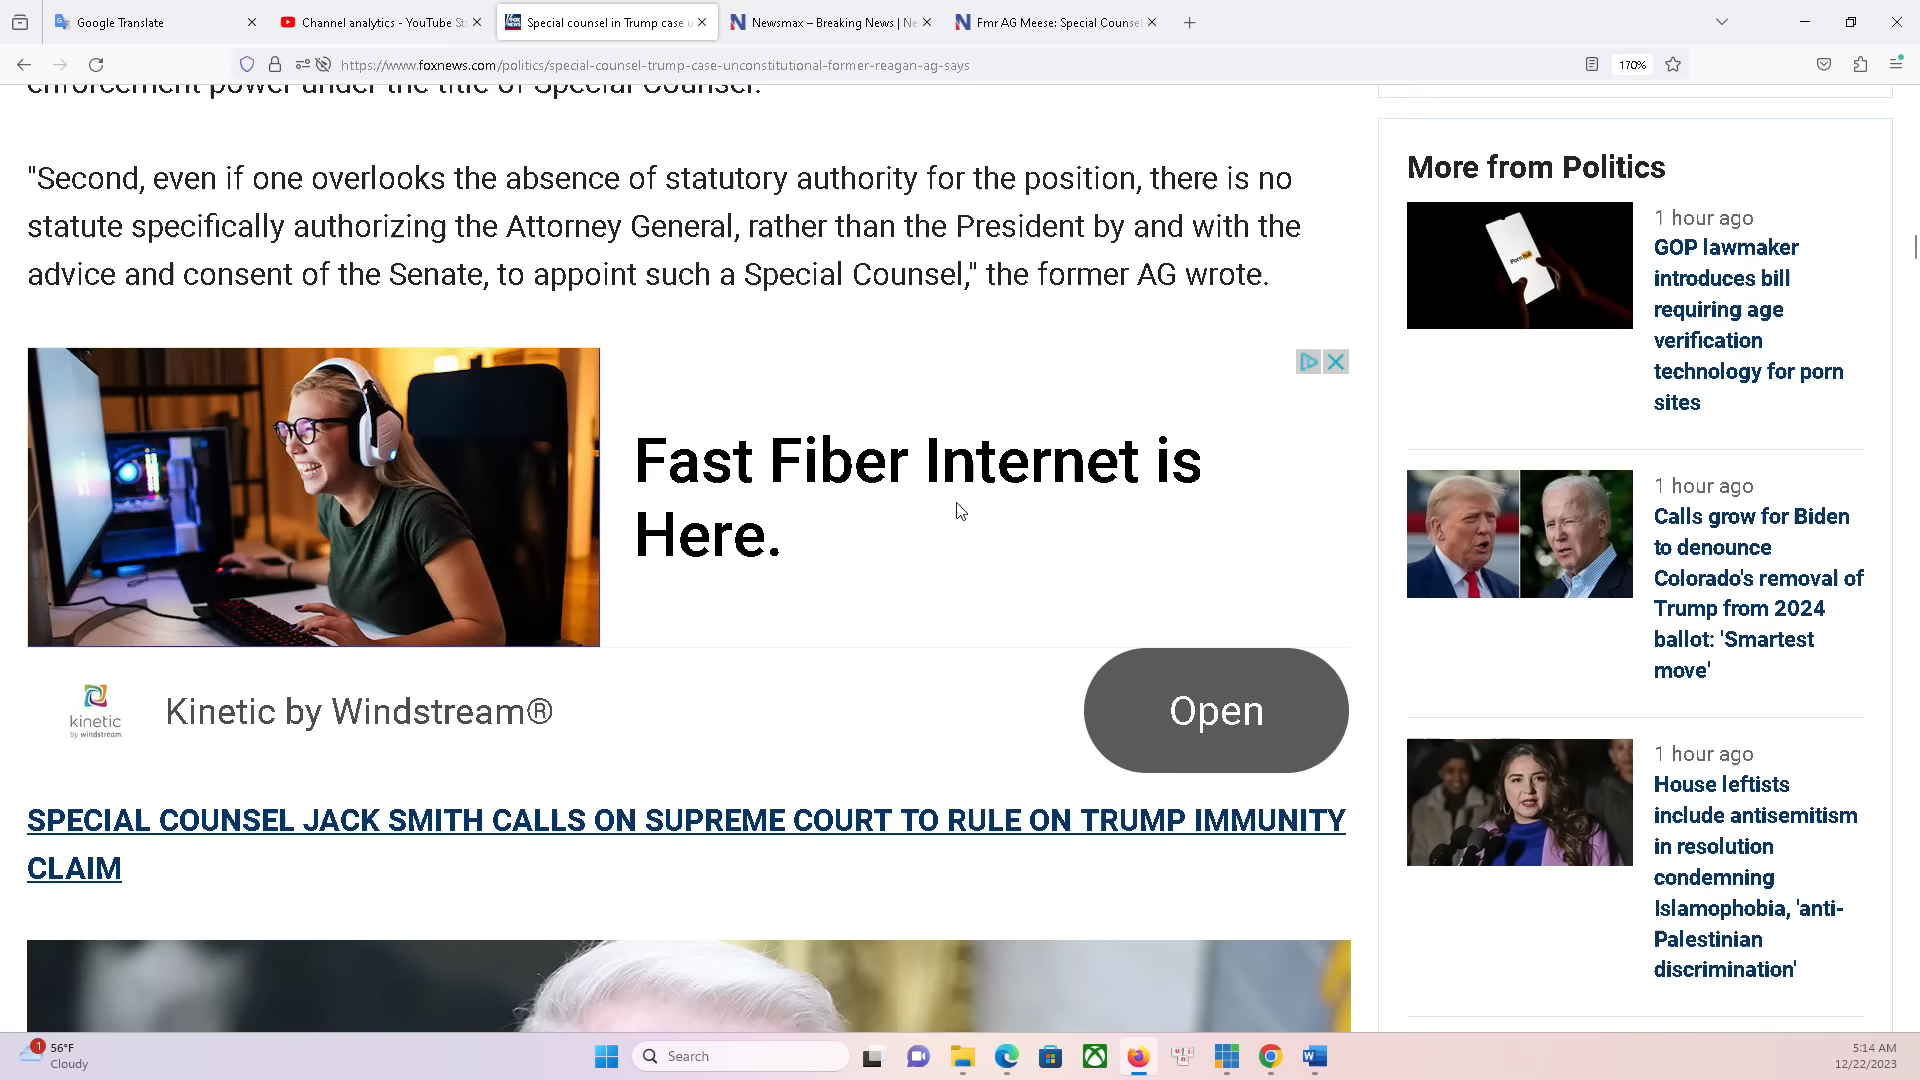 Google Translate
Channel analytics - YouTube St
Special counsel in Trump case u
Newsmax – Breaking News | Ne
Fmr AG Meese: Special Counsel
https://www.foxnews.com/politics/special-counsel-trump-case-unconstitutional-former-reagan-ag-says
170%
enforcement power under the title of Special Counsel.
"Second, even if one overlooks the absence of statutory authority for the position, there is no
statute specifically authorizing the Attorney General, rather than the President by and with the
advice and consent of the Senate, to appoint such a Special Counsel," the former AG wrote.
Fast Fiber Internet is
Here.
kinetic
by windstream.
Kinetic by Windstream®
Open
SPECIAL COUNSEL JACK SMITH CALLS ON SUPREME COURT TO RULE ON TRUMP IMMUNITY
CLAIM
More from Politics
Porn hub
1 hour ago
GOP lawmaker
introduces bill
requiring age
verification
technology for porn
sites
1 hour ago
Calls grow for Biden
to denounce
Colorado's removal of
Trump from 2024
ballot: 'Smartest
move'
1 hour ago
House leftists
include antisemitism
in resolution
condemning
Islamophobia, 'anti-
Palestinian
discrimination'
1
56°F
Cloudy
Search
5:14 AM
12/22/2023